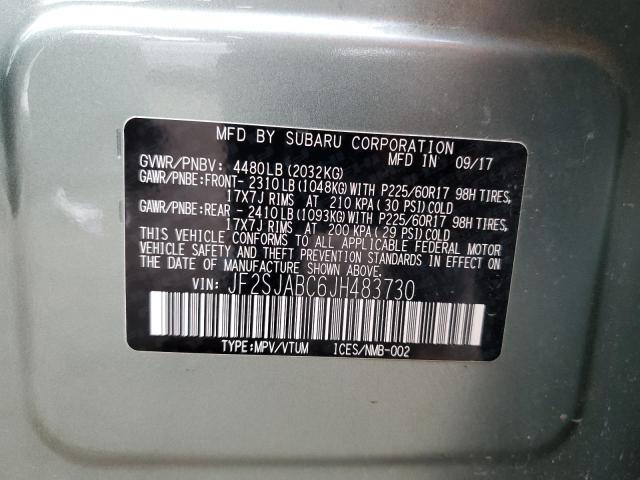 MFD BY SUBARU CORPORATION
MFD IN 09/17
GVWR/PNBV: 4480LB(2032KG)
GAWR/PNBE:FRONT- 2310LB(1048KG)WITH P225/60R17 98H TIRES,
17X7J RIMS AT 210 KPA(30 PSI)COLD
GAWR/PNBE:REAR - 2410LB(1093KG)WITH P225/60R17 98H TIRES,
17X7J RIMS AT 200 KPA(29 PSI)COLD
THIS VEHICLE CONFORMS TO ALL APPLICABLE FEDERAL MOTOR
VEHICLE SAFETY AND THEFT PREVENTION STANDARDS IN EFFECT ON
THE DATE OF MANUFACTURE SHOWN ABOVE.
VIN: JF2SJABC6JH483730
TYPE:MPV/VTUM ICES/NMB-002